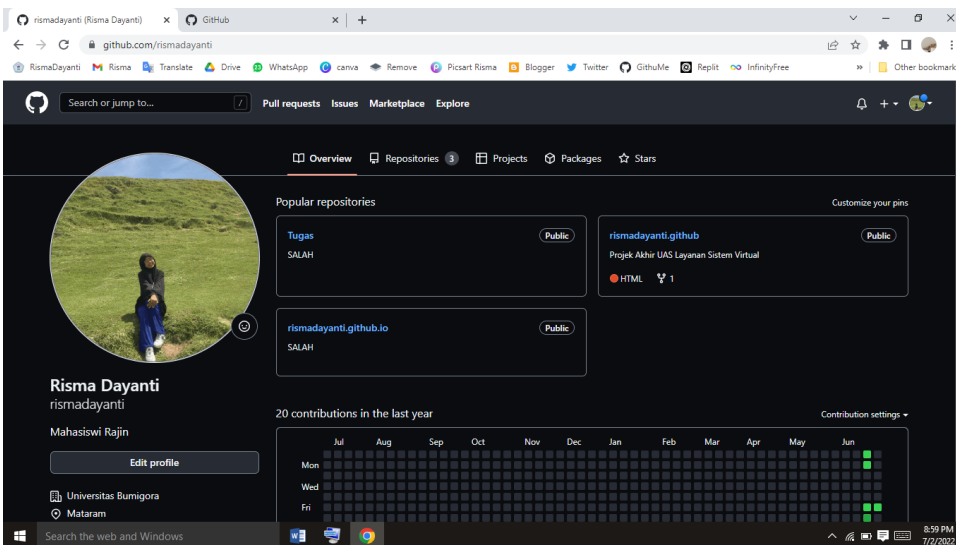 rismadayanti (Risma Dayanti)
GitHub
github.com/rismadayanti
RismaDayanti Risma Translate Drive WhatsApp canva Remove Picsart Risma Blogger Twitter GithuMe Replit InfinityFree » Other bookmark
Search or jump to... /
Pull requests Issues Marketplace Explore
Overview Repositories 3 Projects Packages Stars
Popular repositories
Customize your pins
Tugas Public
SALAH
rismadayanti.github Public
Projek Akhir UAS Layanan Sistem Virtual
HTML 1
rismadayanti.github.io Public
SALAH
Risma Dayanti
rismadayanti
Mahasiswi Rajin
Edit profile
Universitas Bumigora
Mataram
20 contributions in the last year
Contribution settings
Jul Aug Sep Oct Nov Dec Jan Feb Mar Apr May Jun
Mon
Wed
Fri
Search the web and Windows
8:59 PM
7/2/2022